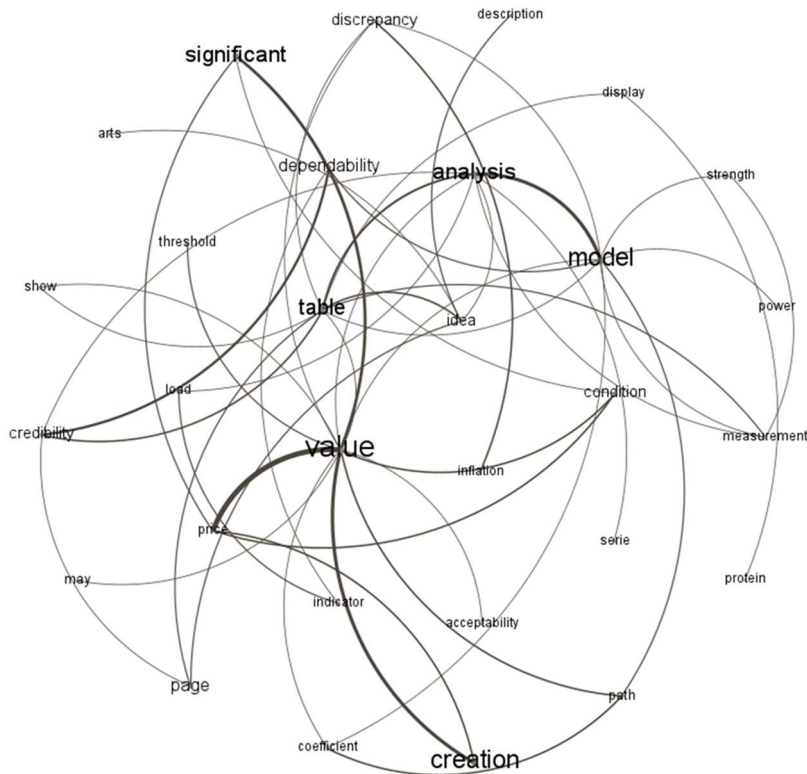 description
discrepancy
significant
display
arts
dependability
analysis
strength
threshold
model
show
table
power
idea
load
condition
credibility
measurement
value
inflation
price
serie
may
protein
indicator
acceptability
page
path
coefficient
creation